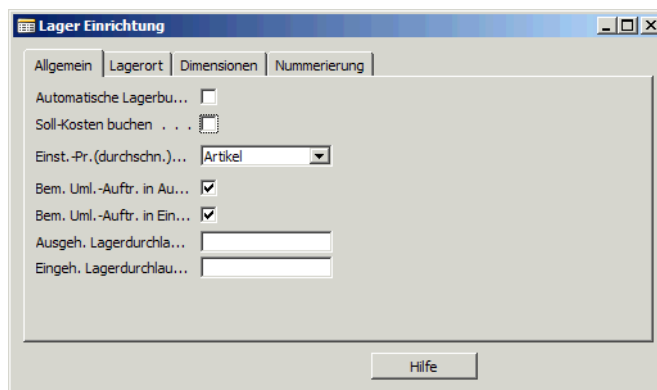 Lager Einrichtung
Allgemein Lagerort Dimensionen Nummerierung
Automatische Lagerbu...
Soll-Kosten buchen . . .
Einst.-Pr.(durchschn.)... Artikel
Bem. Uml.-Auftr. in Au...
Bem. Uml.-Auftr. in Ein...
Ausgeh. Lagerdurchla...
Eingeh. Lagerdurchlau...
Hilfe